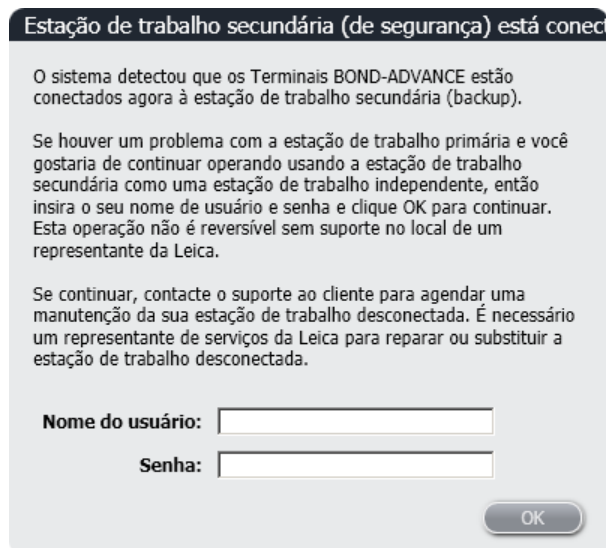 Estação de trabalho secundária (de segurança) está conect
O sistema detectou que os Terminais BOND-ADVANCE estão
conectados agora à estação de trabalho secundária (backup).
Se houver um problema com a estação de trabalho primária e você
gostaria de continuar operando usando a estação de trabalho
secundária como uma estação de trabalho independente, então
insira o seu nome de usuário e senha e clique OK para continuar.
Esta operação não é reversível sem suporte no local de um
representante da Leica.
Se continuar, contacte o suporte ao cliente para agendar uma
manutenção da sua estação de trabalho desconectada. É necessário
um representante de serviços da Leica para reparar ou substituir a
estação de trabalho desconectada.
Nome do usuário:
Senha:
OK